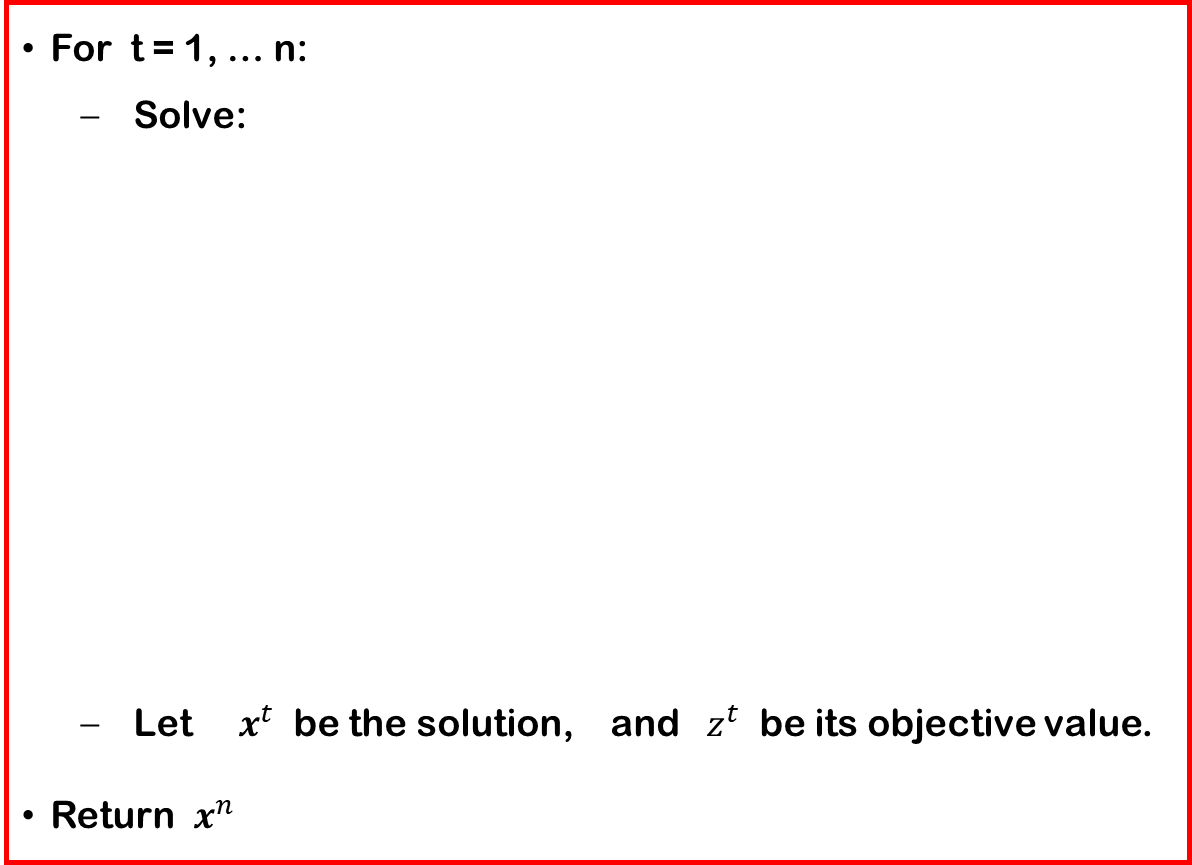 • For t = 1, … n:
– Solve:
– Let x^t be the solution, and z^t be its objective value.
• Return x^n